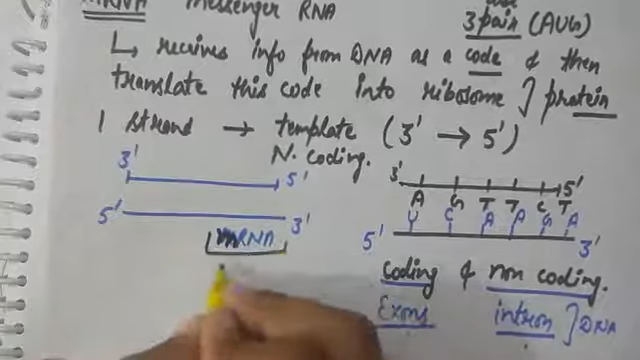 mRNA Messenger RNA
3 pair (AUG)
↳ receives info from DNA as a code & then
translate this code into ribosome } protein
1 strand → template (3' → 5')
N. coding.
3' 5'
5' 3'
mRNA
3' 5'
A G T T C T
U C A A G A
5' 3'
coding & non coding.
Exons intron } DNA